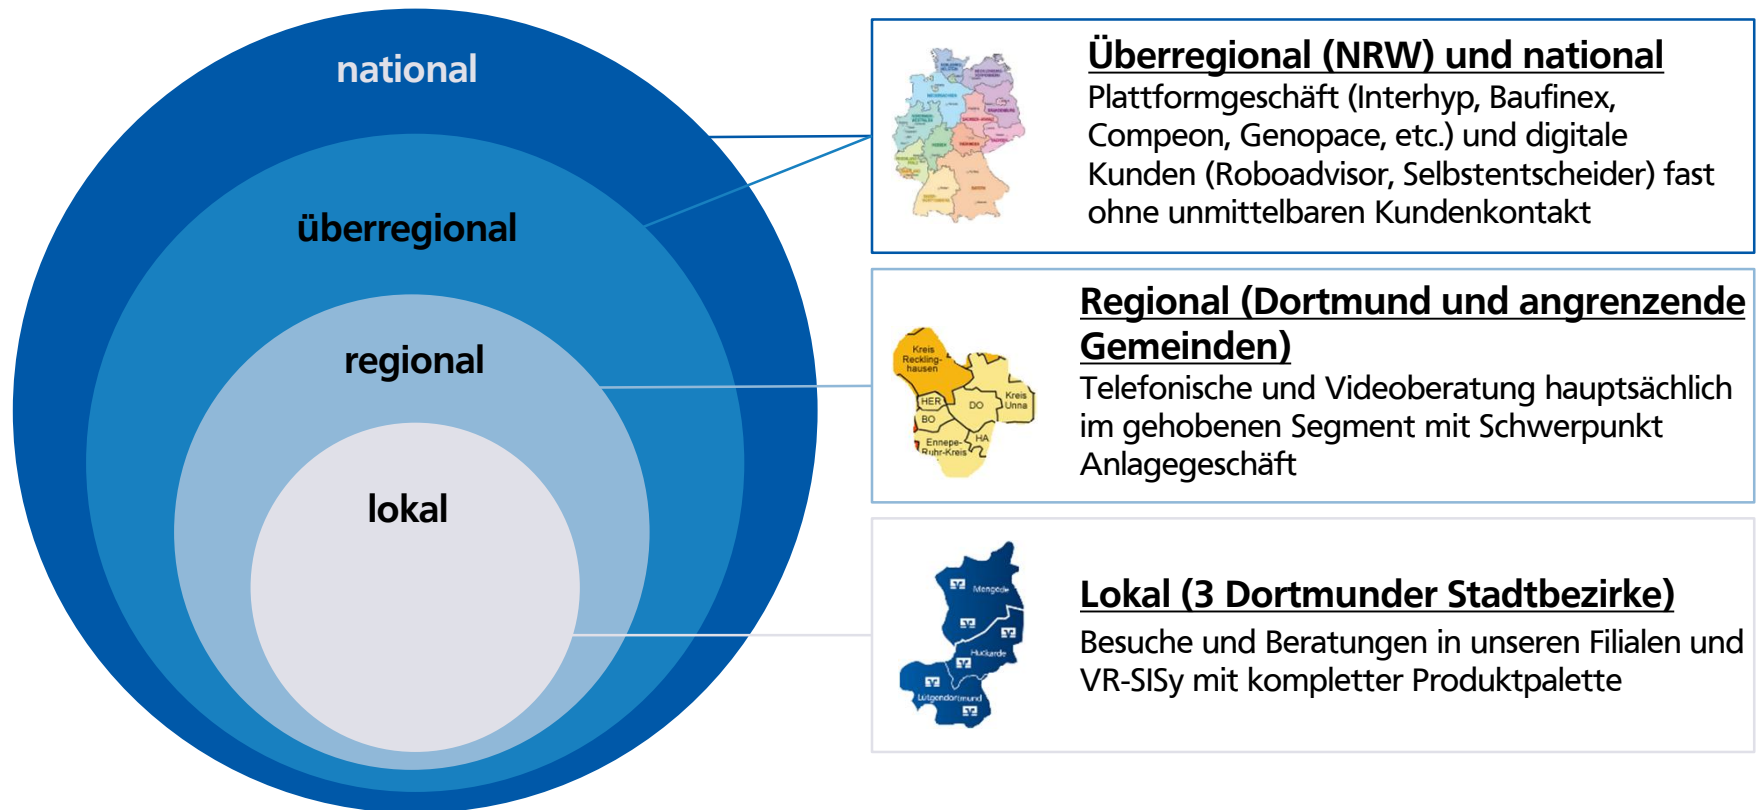 national
überregional
regional
lokal
Überregional (NRW) und national
Plattformgeschäft (Interhyp, Baufinex,
Compeon, Genopace, etc.) und digitale
Kunden (Roboadvisor, Selbstentscheider) fast
ohne unmittelbaren Kundenkontakt
Regional (Dortmund und angrenzende
Gemeinden)
Telefonische und Videoberatung hauptsächlich
im gehobenen Segment mit Schwerpunkt
Anlagegeschäft
Kreis
Reckling-
hausen
HER
DO
Kreis
Unna
BO
HA
Ennepe-
Ruhr-Kreis
Lokal (3 Dortmunder Stadtbezirke)
Besuche und Beratungen in unseren Filialen und
VR-SISy mit kompletter Produktpalette
Mengede
Huckarde
Lütgendortmund